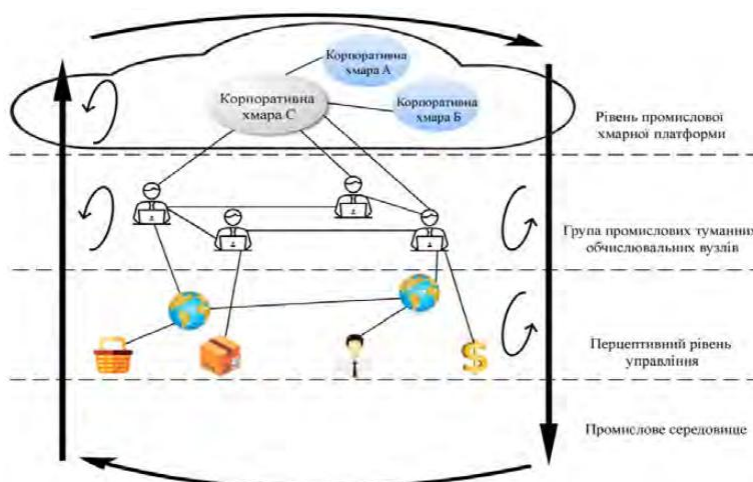 Корпоративна
хмара А
Корпоративна
хмара Б
Корпоративна
хмара С
Рівень промислової
хмарної платформи
Група промислових туманних
обчислювальних вузлів
Перцептивний рівень
управління
Промислове середовище